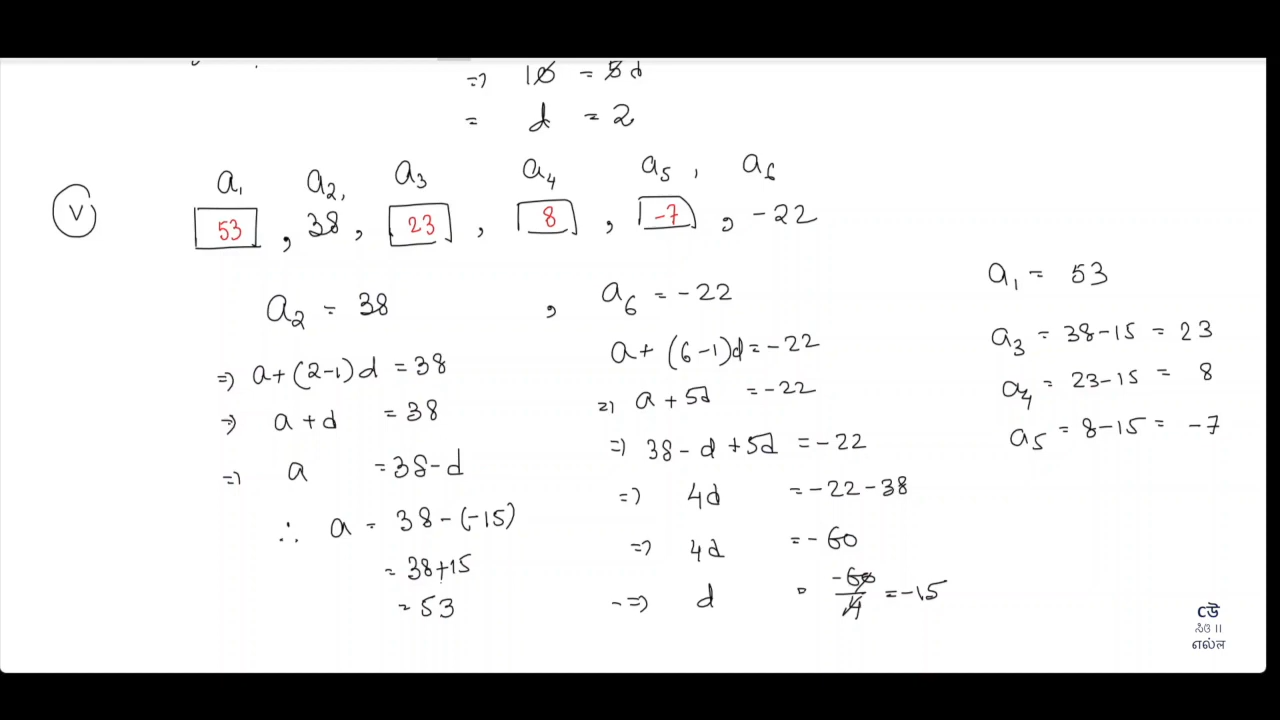 => 10 = 5d
= d = 2
a₁ a₂, a₃ a₄ a₅, a₆
(v) 53, 38, 23, 8, -7, -22
a₂ = 38 , a₆ = -22
=> a+(2-1)d = 38
=> a+d = 38
=> a = 38-d
∴ a = 38-(-15)
= 38+15
= 53
a+(6-1)d = -22
=> a+5d = -22
=> 38-d+5d = -22
=> 4d = -22-38
=> 4d = -60
=> d = -60/4 = -15
a₁ = 53
a₃ = 38-15 = 23
a₄ = 23-15 = 8
a₅ = 8-15 = -7